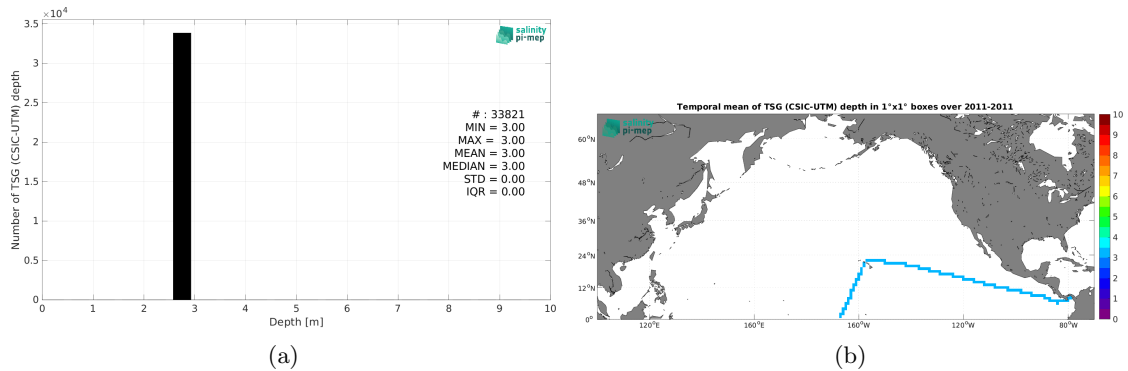 ×10⁴
3.5
3
2.5
2
1.5
1
0.5
0
Number of TSG (CSIC-UTM) depth
salinity
pi-mep
# : 33821
MIN = 3.00
MAX = 3.00
MEAN = 3.00
MEDIAN = 3.00
STD = 0.00
IQR = 0.00
0 1 2 3 4 5 6 7 8 9 10
Depth [m]
(a)
Temporal mean of TSG (CSIC-UTM) depth in 1°x1° boxes over 2011-2011
salinity
pi-mep
60°N
48°N
36°N
24°N
12°N
0°
120°E 160°E 160°W 120°W 80°W
10
9
8
7
6
5
4
3
2
1
0
(b)